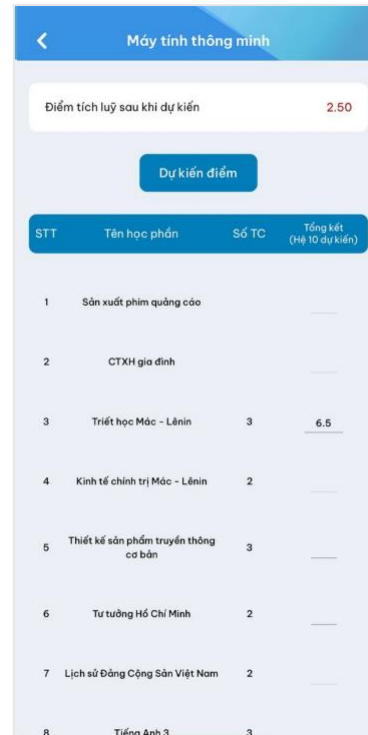 Máy tính thông minh
Điểm tích luỹ sau khi dự kiến 2.50
Dự kiến điểm
STT Tên học phần Số TC Tổng kết
(Hệ 10 dự kiến)
1 Sản xuất phim quảng cáo
2 CTXH gia đình
3 Triết học Mác - Lênin 3 6.5
4 Kinh tế chính trị Mác - Lênin 2
5 Thiết kế sản phẩm truyền thông
cơ bản 3
6 Tư tưởng Hồ Chí Minh 2
7 Lịch sử Đảng Cộng Sản Việt Nam 2
8 Tiếng Anh 3 3